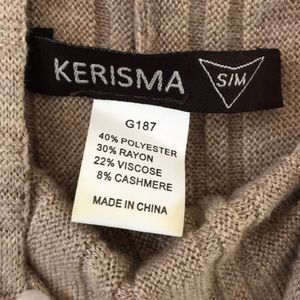 KERISMA
S/M
G187
40% POLYESTER
30% RAYON
22% VISCOSE
8% CASHMERE
MADE IN CHINA